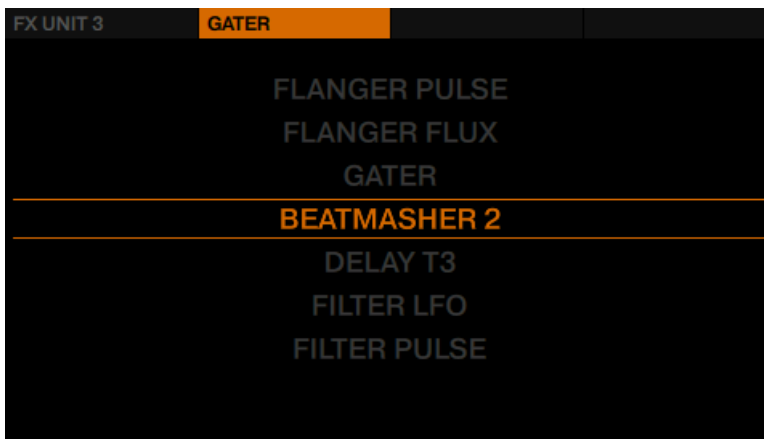 FX UNIT 3 GATER
FLANGER PULSE
FLANGER FLUX
GATER
BEATMASHER 2
DELAY T3
FILTER LFO
FILTER PULSE